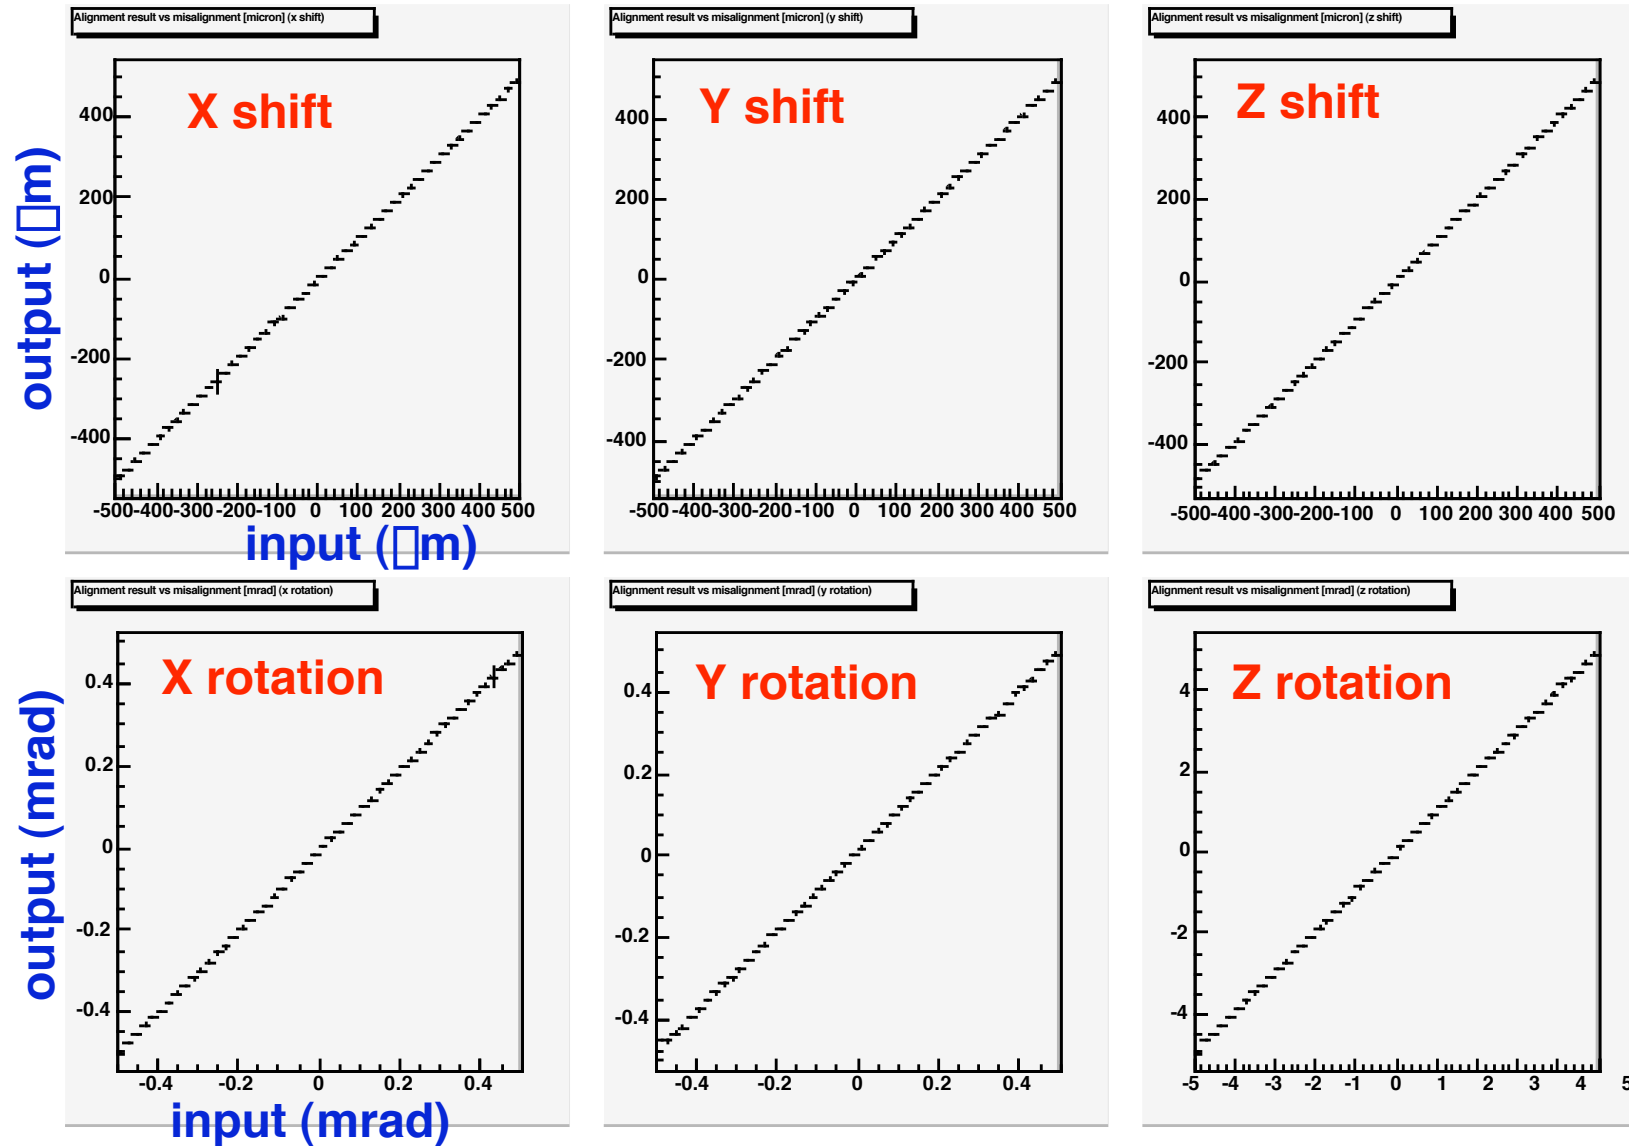 Alignment result vs misalignment [micron] (x shift)
X shift
400
200
0
-200
-400
-500 -400 -300 -200 -100 0 100 200 300 400 500
output (▯m)
input (▯m)
Alignment result vs misalignment [micron] (y shift)
Y shift
400
200
0
-200
-400
-500 -400 -300 -200 -100 0 100 200 300 400 500
Alignment result vs misalignment [micron] (z shift)
Z shift
400
200
0
-200
-400
-500 -400 -300 -200 -100 0 100 200 300 400 500
Alignment result vs misalignment [mrad] (x rotation)
X rotation
0.4
0.2
0
-0.2
-0.4
-0.4 -0.2 0 0.2 0.4
output (mrad)
input (mrad)
Alignment result vs misalignment [mrad] (y rotation)
Y rotation
0.4
0.2
0
-0.2
-0.4
-0.4 -0.2 0 0.2 0.4
Alignment result vs misalignment [mrad] (z rotation)
Z rotation
4
2
0
-2
-4
-5 -4 -3 -2 -1 0 1 2 3 4 5